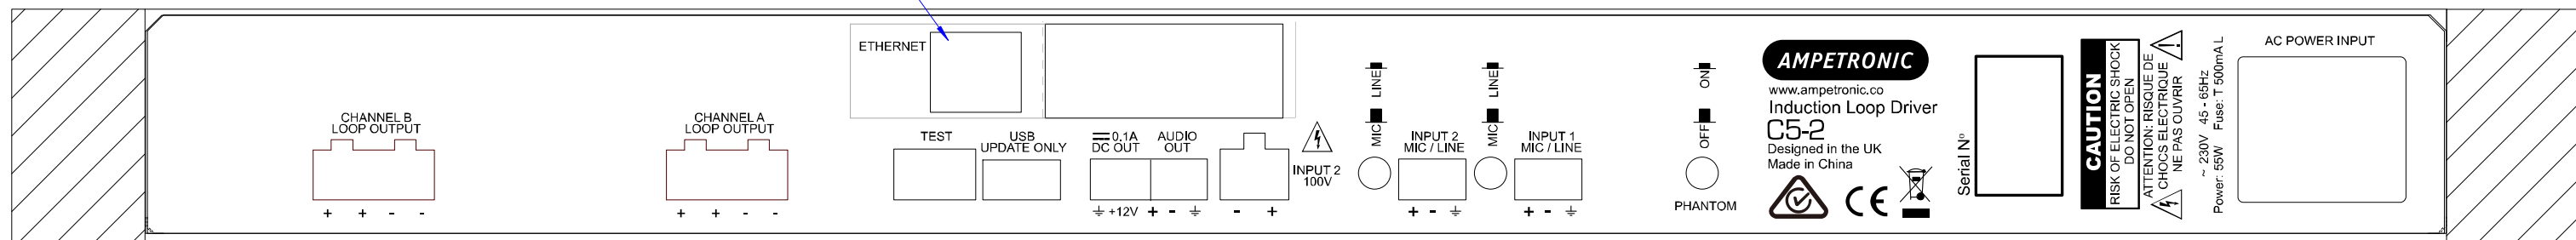 CHANNEL B
LOOP OUTPUT
+ + - -
CHANNEL A
LOOP OUTPUT
+ + - -
ETHERNET
TEST
USB
UPDATE ONLY
0.1A
DC OUT
+12V
AUDIO
OUT
+ -
INPUT 2
100V
- +
LINE
MIC
INPUT 2
MIC / LINE
+ -
LINE
MIC
INPUT 1
MIC / LINE
+ -
ON
OFF
PHANTOM
AMPETRONIC
www.ampetronic.co
Induction Loop Driver
C5-2
Designed in the UK
Made in China
CE
Serial Nº
CAUTION
RISK OF ELECTRIC SHOCK
DO NOT OPEN
ATTENTION: RISQUE DE
CHOCS ELECTRIQUE
NE PAS OUVRIR
~ 230V 45 - 65Hz
Power: 55W Fuse: T 500mA L
AC POWER INPUT